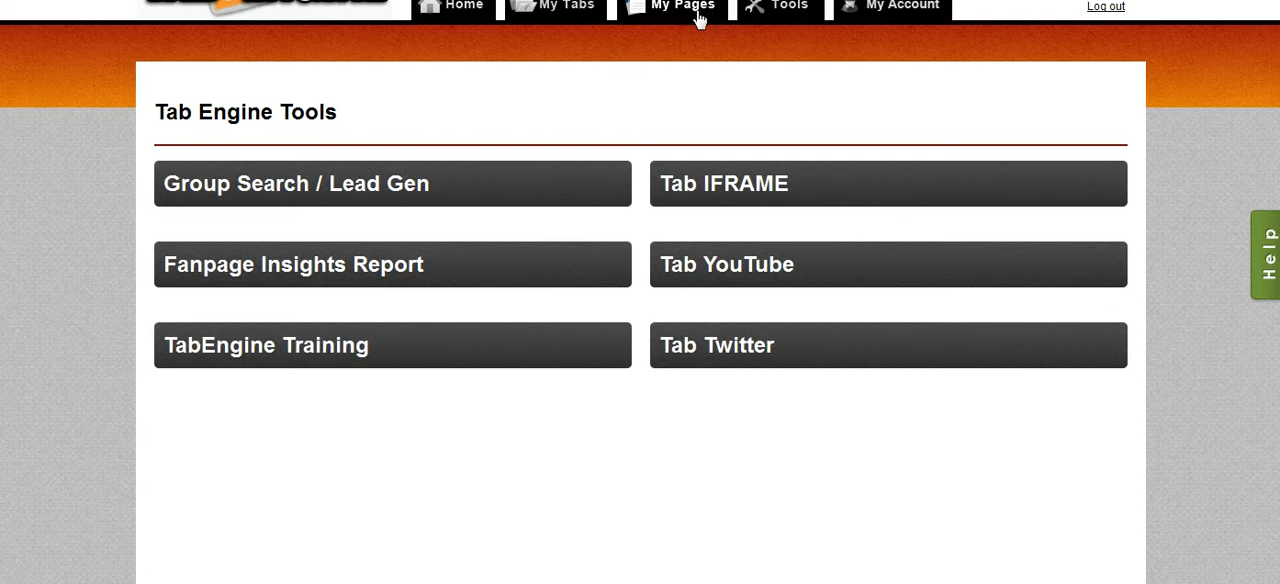 Home My Tabs My Pages Tools My Account Log out
Tab Engine Tools
Group Search / Lead Gen Tab IFRAME
Help
Fanpage Insights Report Tab YouTube
TabEngine Training Tab Twitter